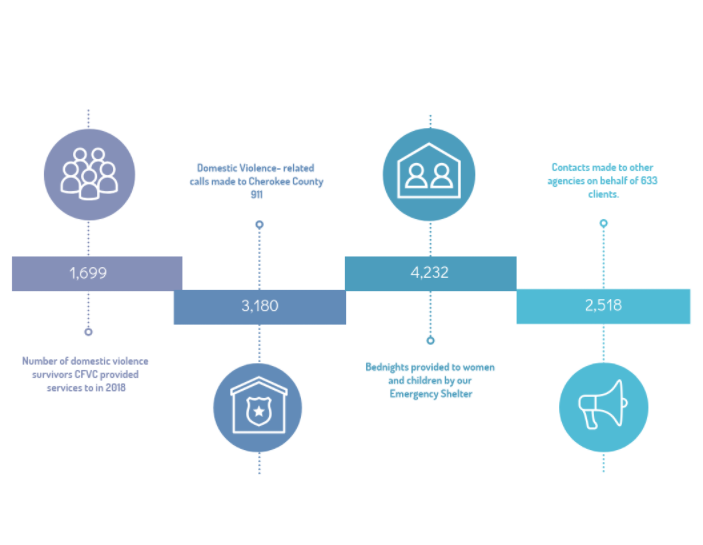 1,699
Number of domestic violence
survivors CFVC provided
services to in 2018
Domestic Violence- related
calls made to Cherokee County
911
3,180
4,232
Bednights provided to women
and children by our
Emergency Shelter
Contacts made to other
agencies on behalf of 633
clients.
2,518